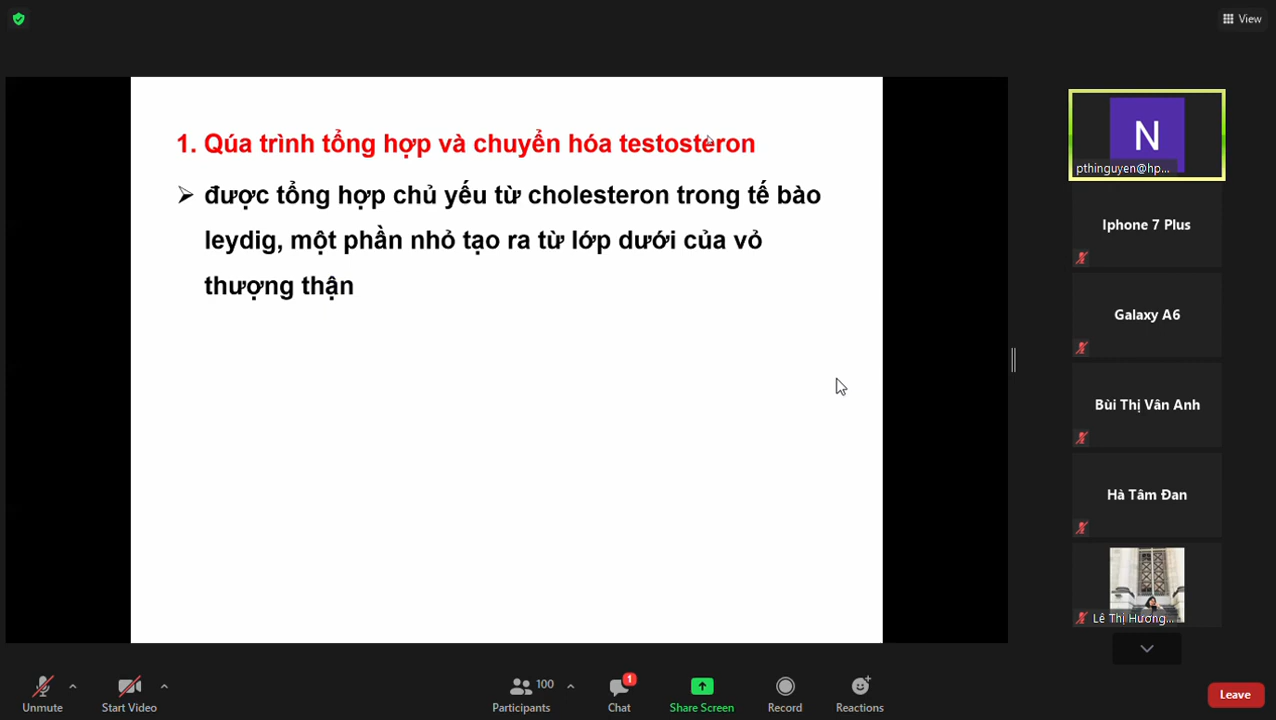 View
1. Qúa trình tổng hợp và chuyển hóa testosteron
được tổng hợp chủ yếu từ cholesteron trong tế bào
leydig, một phần nhỏ tạo ra từ lớp dưới của vỏ
thượng thận
N
pthinguyen@hp...
Iphone 7 Plus
Galaxy A6
Bùi Thị Vân Anh
Hà Tâm Đan
Lê Thị Hương...
Unmute
Start Video
100
Participants
1
Chat
Share Screen
Record
Reactions
Leave